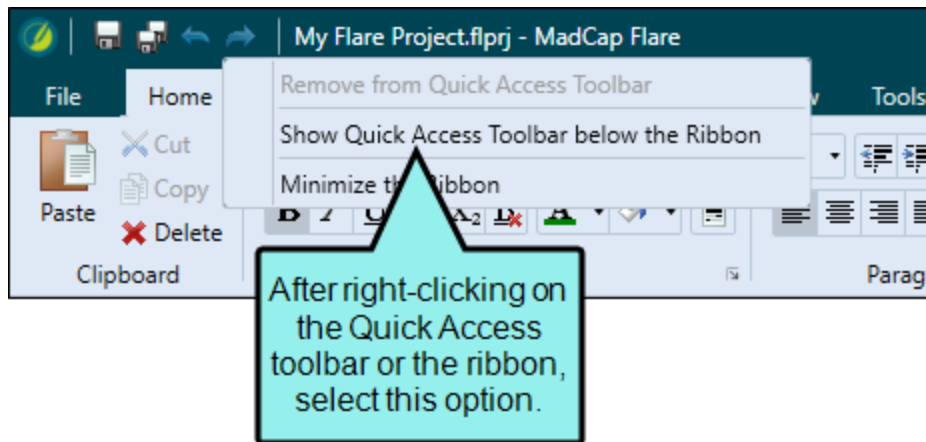 My Flare Project.flprj - MadCap Flare
File Home Tools
Remove from Quick Access Toolbar
Show Quick Access Toolbar below the Ribbon
Minimize the Ribbon
Cut
Copy
Paste
Delete
Clipboard
Parag
After right-clicking on
the Quick Access
toolbar or the ribbon,
select this option.